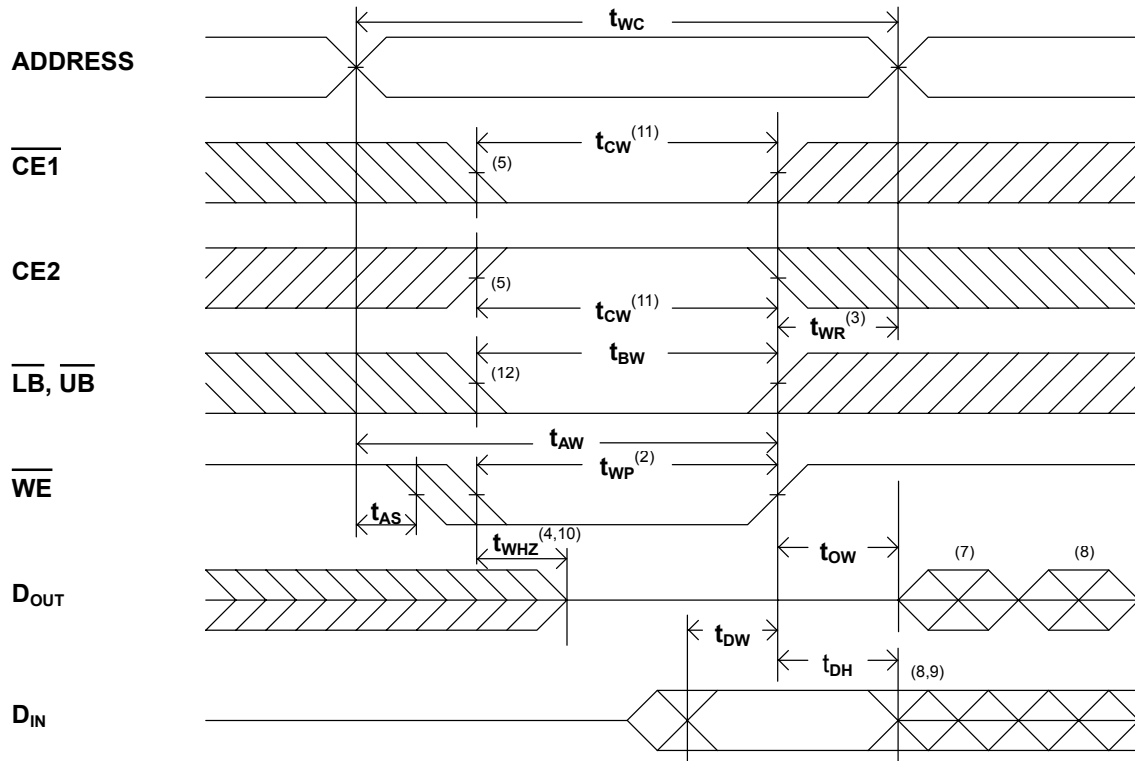 tWC
ADDRESS
tCW(11)
CE1
(5)
CE2
(5)
tCW(11)
tWR(3)
tBW
LB, UB
(12)
tAW
WE
tWP(2)
tAS
tWHZ(4,10)
tOW
(7)
(8)
DOUT
tDW
tDH
(8,9)
DIN